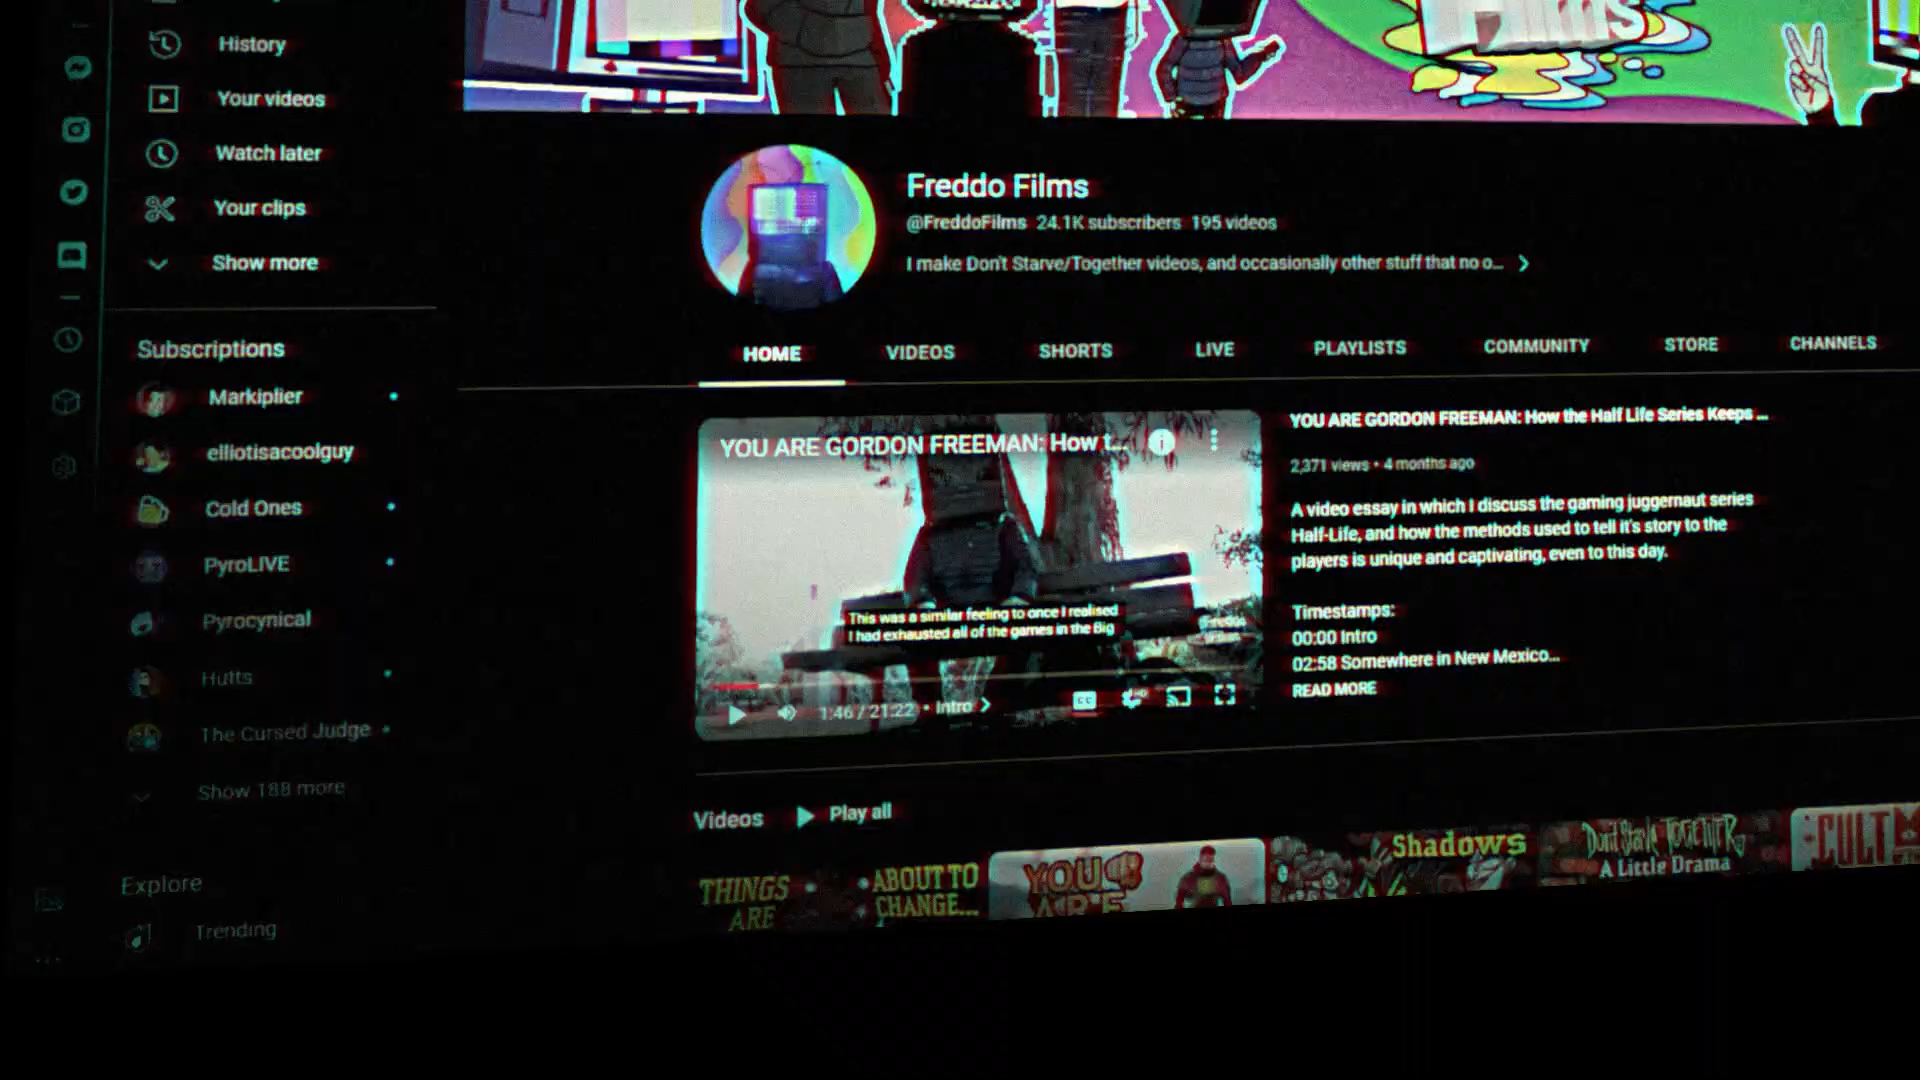 Films
History
Your videos
Watch later
Your clips
Show more
Subscriptions
Markiplier
elliotisacoolguy
Cold Ones
PyroLIVE
Pyrocynical
Hutts
The Cursed Judge
Show 188 more
Explore
Trending
Freddo Films
@FreddoFilms 24.1K subscribers 195 videos
I make Don't Starve/Together videos, and occasionally other stuff that no o...
HOME VIDEOS SHORTS LIVE PLAYLISTS COMMUNITY STORE CHANNELS
YOU ARE GORDON FREEMAN: How t...
This was a similar feeling to once I realised
I had exhausted all of the games in the Big
1:46 / 21:22 • Intro
YOU ARE GORDON FREEMAN: How the Half Life Series Keeps ...
2,371 views • 4 months ago
A video essay in which I discuss the gaming juggernaut series
Half-Life, and how the methods used to tell it's story to the
players is unique and captivating, even to this day.
Timestamps:
00:00 Intro
02:58 Somewhere in New Mexico...
READ MORE
Videos Play all
THINGS ARE
ABOUT TO CHANGE...
YOU ARE
Shadows
Don't Starve TOGETHER
A Little Drama
CULT